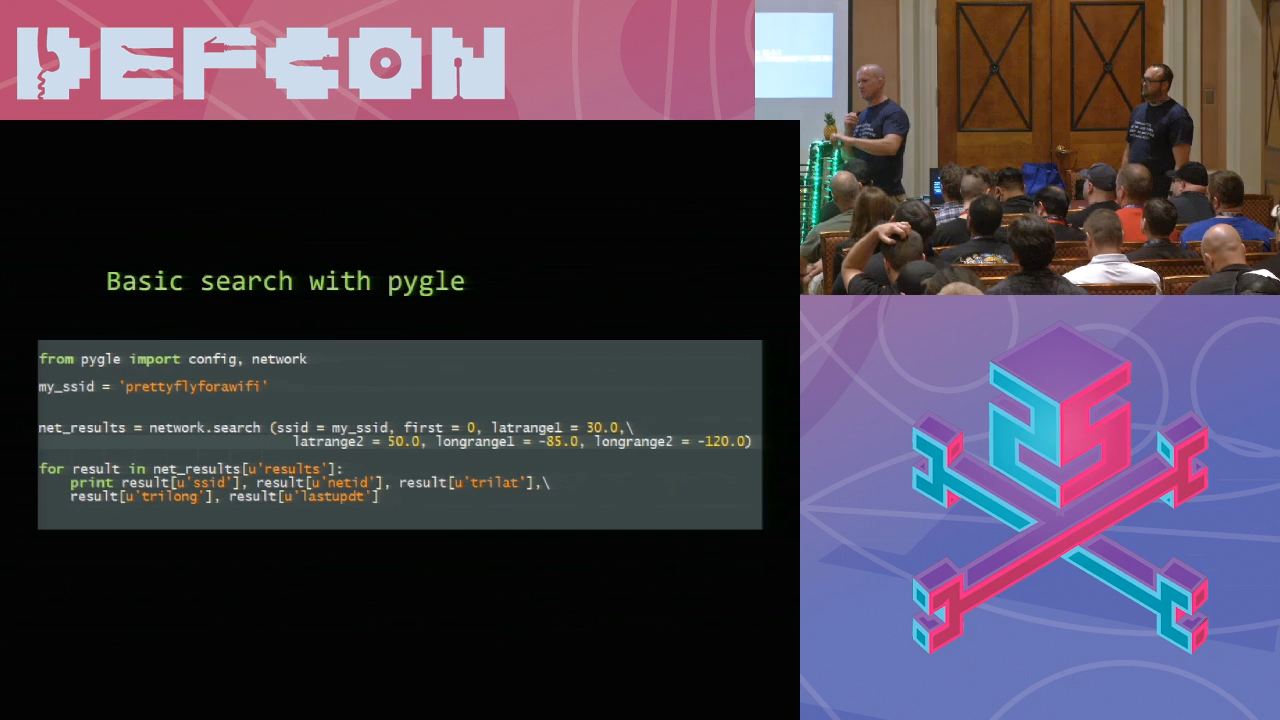 DEFCON
Basic search with pygle
from pygle import config, network
my_ssid = 'prettyflyforawifi'
net_results = network.search (ssid = my_ssid, first = 0, latrange1 = 30.0,\
latrange2 = 50.0, longrange1 = -85.0, longrange2 = -120.0)
for result in net_results[u'results']:
print result[u'ssid'], result[u'netid'], result[u'trilat'],\
result[u'trilong'], result[u'lastupdt']